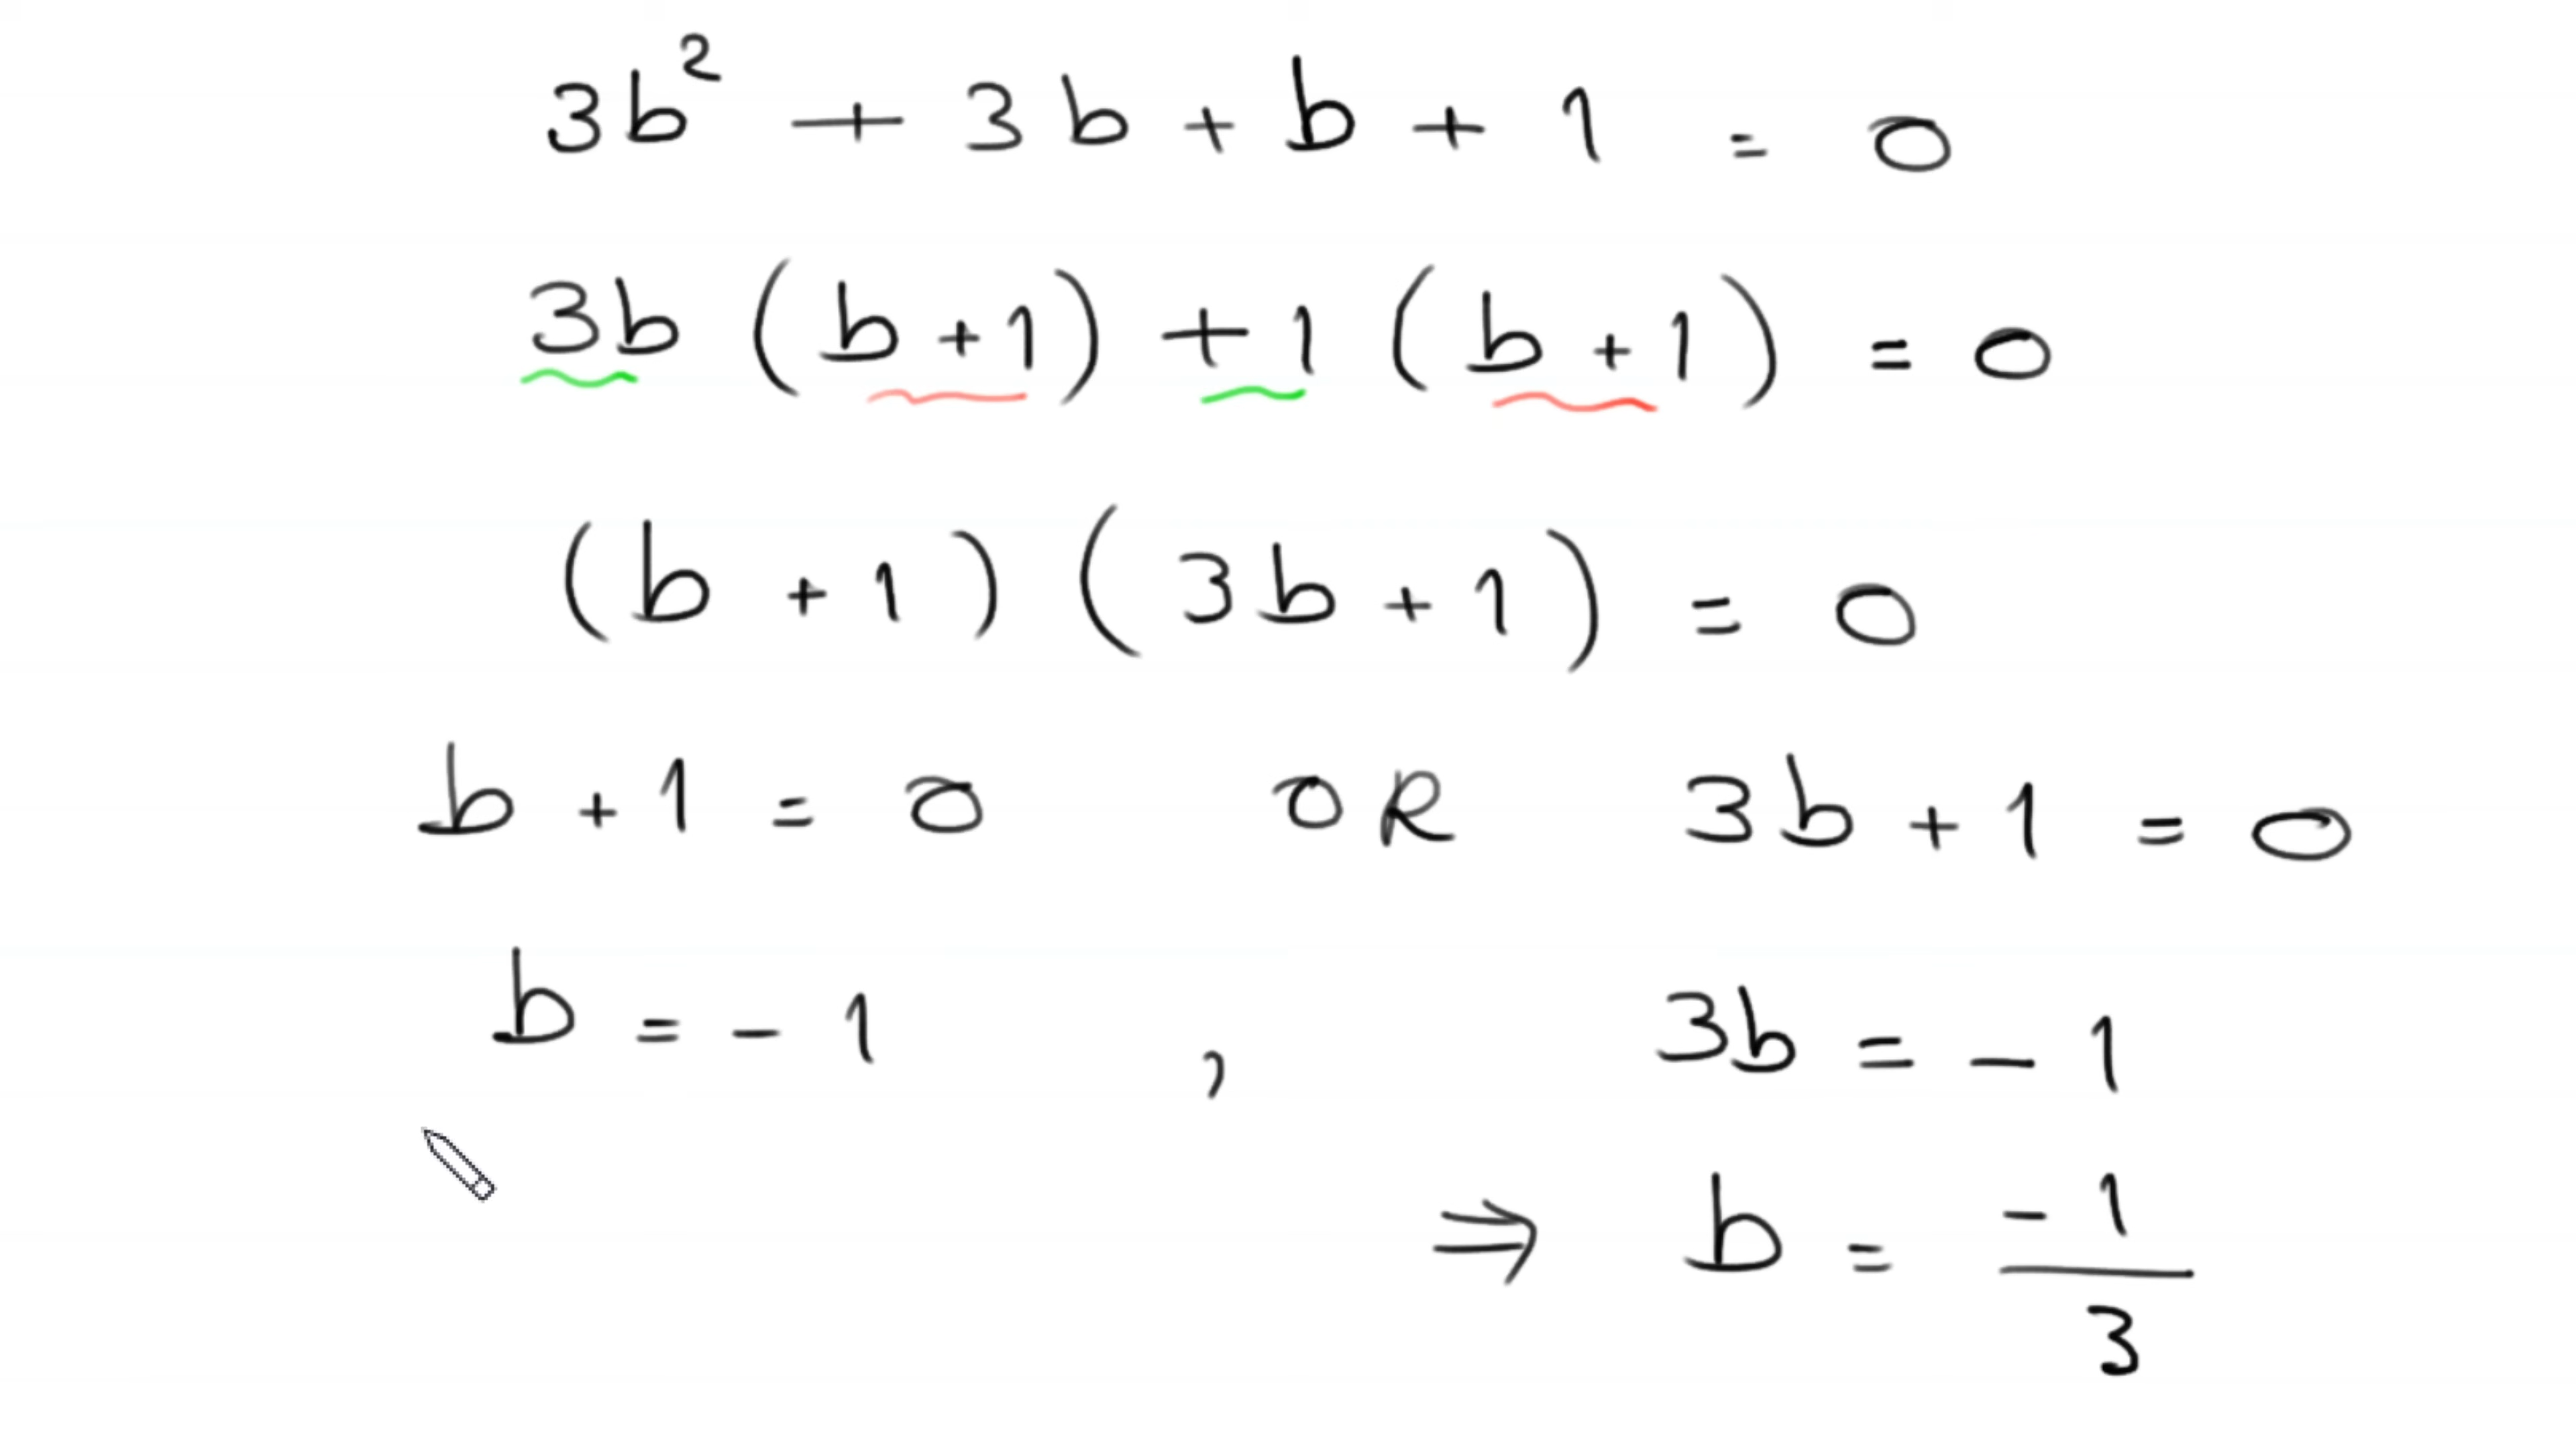 3b² + 3b + b + 1 = 0
3b (b + 1) + 1 (b + 1) = 0
(b + 1) (3b + 1) = 0
b + 1 = 0 OR 3b + 1 = 0
b = - 1 , 3b = - 1
⇒ b = -1/3